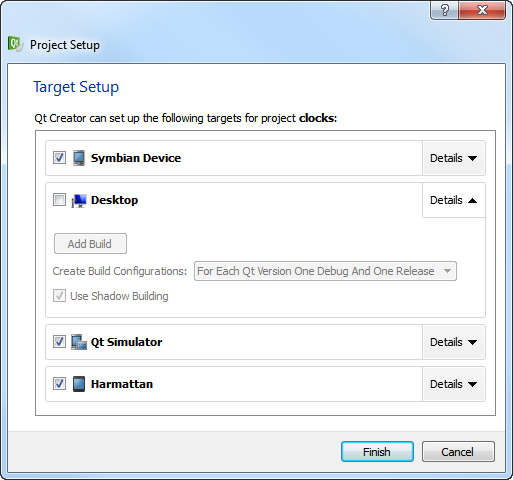 Project Setup
Target Setup
Qt Creator can set up the following targets for project clocks:
Symbian Device Details
Desktop Details
Add Build
Create Build Configurations: For Each Qt Version One Debug And One Release
Use Shadow Building
Qt Simulator Details
Harmattan Details
Finish Cancel